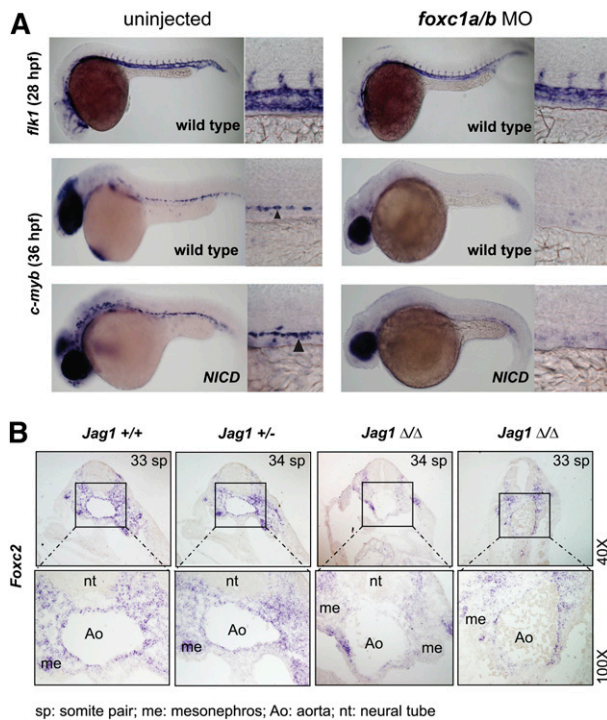 A
uninjected
foxc1a/b MO
flk1 (28 hpf)
wild type
wild type
c-myb (36 hpf)
wild type
wild type
NICD
NICD
B
Jag1 +/+
Jag1 +/-
Jag1 Δ/Δ
Jag1 Δ/Δ
Foxc2
33 sp
34 sp
34 sp
33 sp
40X
nt
Ao
me
nt
Ao
me
nt
me
Ao
me
me
Ao
100X
sp: somite pair; me: mesonephros; Ao: aorta; nt: neural tube